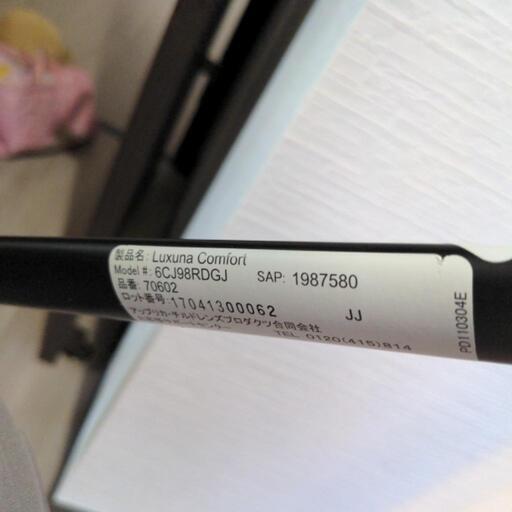 製品名: Luxuna Comfort
Model #: 6CJ98RDGJ SAP: 1987580
品番: 70602
ロット番号: 17041300062 JJ
アップリカ・チルドレンズプロダクツ合同会社
TEL. 0120(415)814
PD110304E